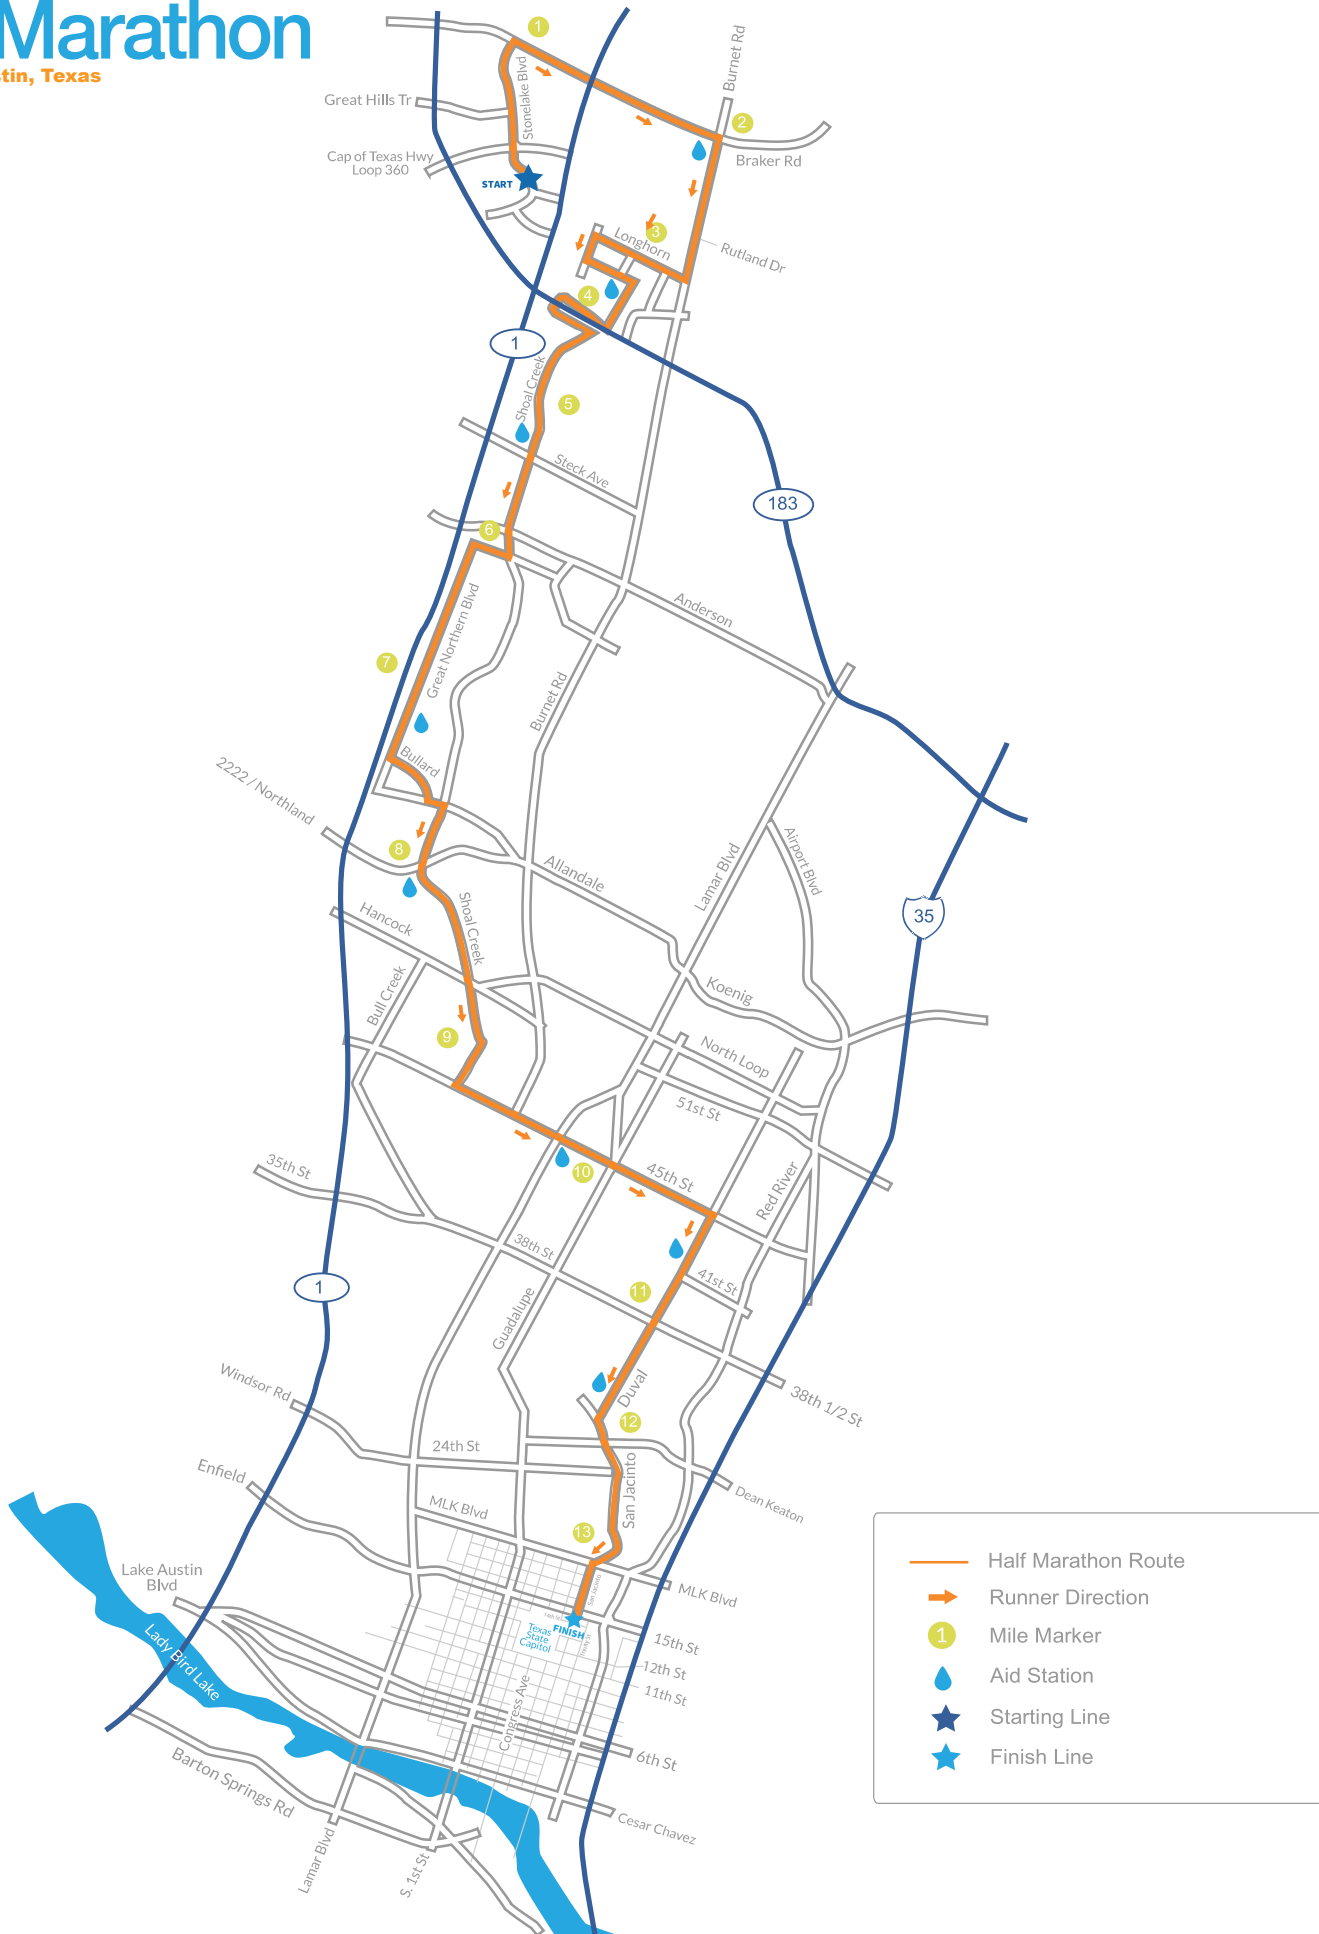 Marathon
stin, Texas
1
Burnet Rd
Stonelake Blvd
Great Hills Tr
2
Braker Rd
Cap of Texas Hwy
Loop 360
START
3
Longhorn
Rutland Dr
4
1
Shoal Creek
5
Steck Ave
183
6
Anderson
Great Northern Blvd
7
Burnet Rd
Bullard
2222 / Northland
8
Allandale
Lamar Blvd
Airport Blvd
Shoal Creek
Hancock
35
Bull Creek
Koenig
9
North Loop
51st St
35th St
10
45th St
Red River
38th St
41st St
11
1
Guadalupe
Windsor Rd
Duval
38th 1/2 St
12
24th St
Enfield
San Jacinto
Dean Keaton
MLK Blvd
13
Lake Austin
Blvd
San Jacinto
MLK Blvd
FINISH
Texas
State
Capitol
15th St
12th St
11th St
Lady Bird Lake
Congress Ave
6th St
Barton Springs Rd
Cesar Chavez
Lamar Blvd
S. 1st St
Half Marathon Route
Runner Direction
1
Mile Marker
Aid Station
Starting Line
Finish Line